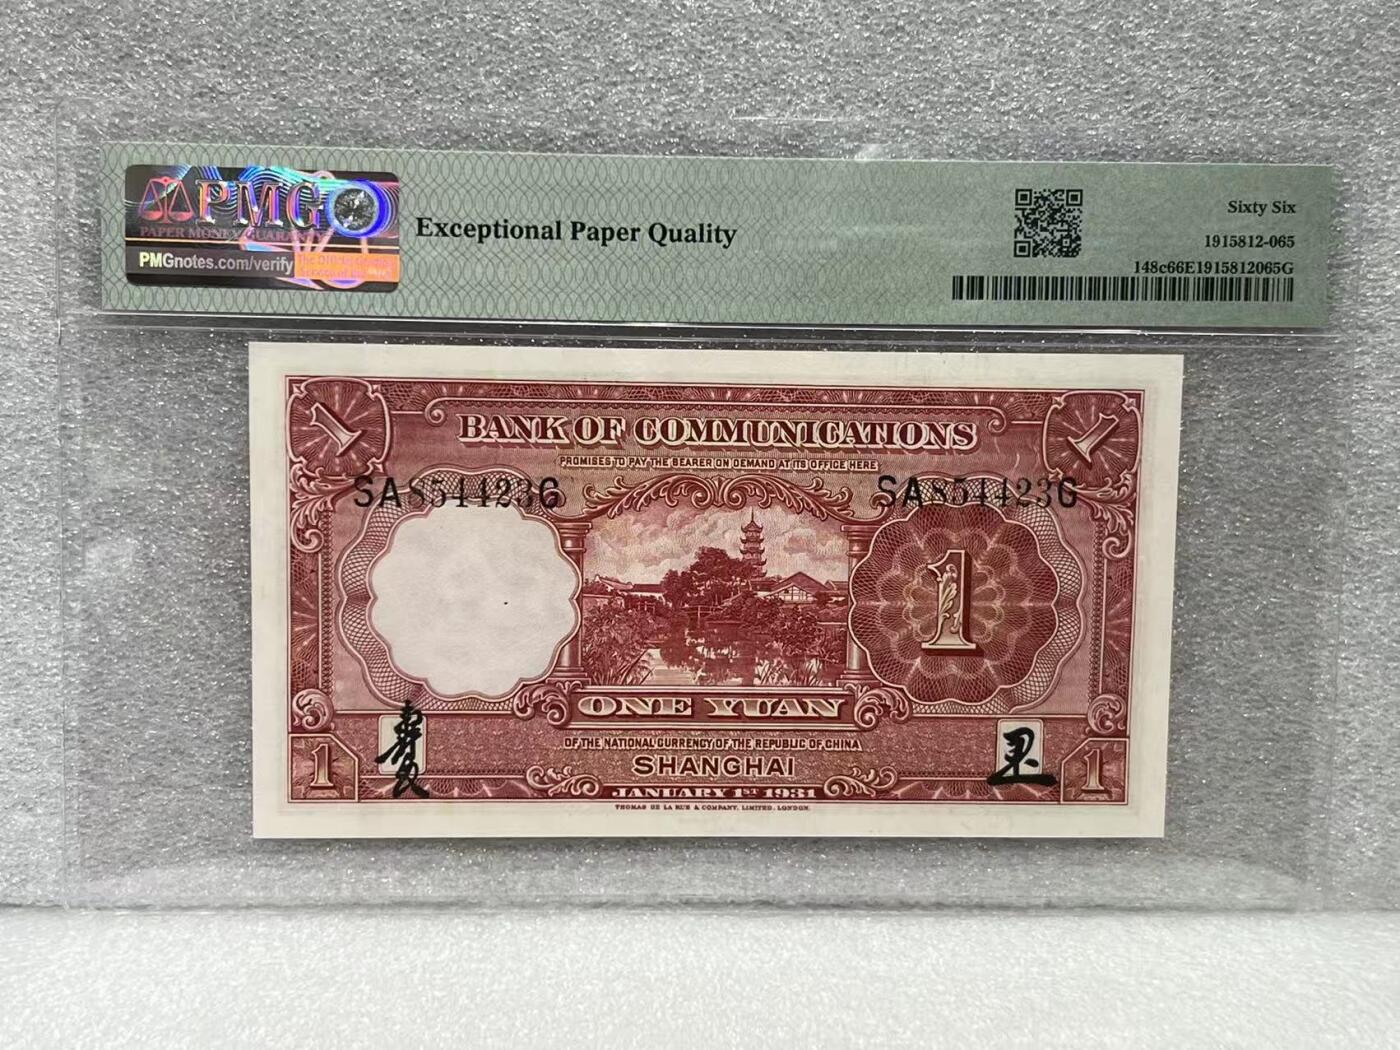 PMG
PAPER MONEY GUARANTY
PMGnotes.com/verify
Exceptional Paper Quality
Sixty Six
1915812-065
148c66E1915812065G
1
1
BANK OF COMMUNICATIONS
PROMISES TO PAY THE BEARER ON DEMAND AT ITS OFFICE HERE
SA854423G
SA854423G
1
ONE YUAN
OF THE NATIONAL CURRENCY OF THE REPUBLIC OF CHINA
SHANGHAI
1
1
JANUARY 1ST 1931
THOMAS DE LA RUE & COMPANY, LIMITED, LONDON.